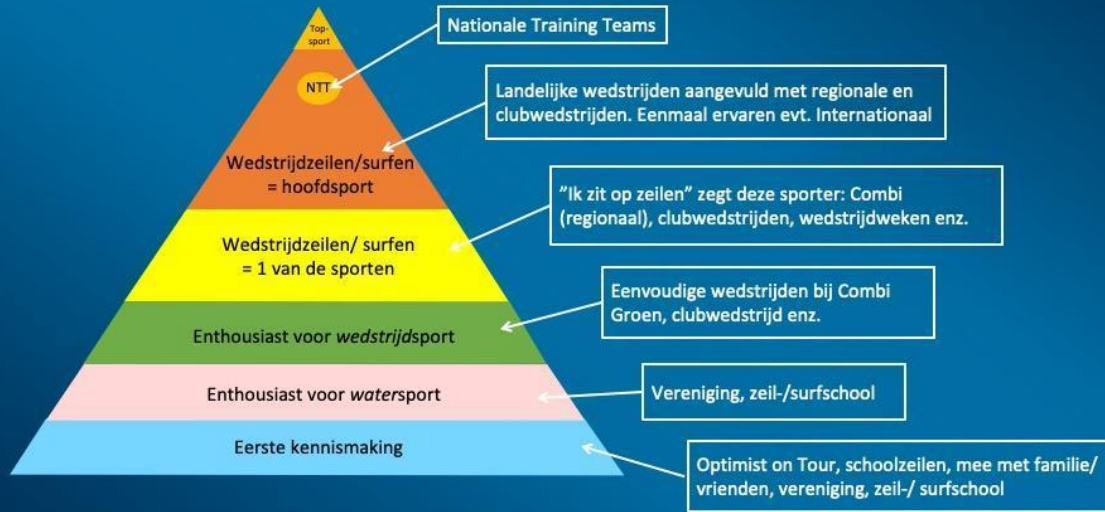 Top-
sport
Nationale Training Teams
NTT
Landelijke wedstrijden aangevuld met regionale en
clubwedstrijden. Eenmaal ervaren evt. Internationaal
Wedstrijdzeilen/surfen
= hoofdsport
”Ik zit op zeilen” zegt deze sporter: Combi
(regionaal), clubwedstrijden, wedstrijdweken enz.
Wedstrijdzeilen/ surfen
= 1 van de sporten
Eenvoudige wedstrijden bij Combi
Groen, clubwedstrijd enz.
Enthousiast voor wedstrijdsport
Enthousiast voor watersport
Vereniging, zeil-/surfschool
Eerste kennismaking
Optimist on Tour, schoolzeilen, mee met familie/
vrienden, vereniging, zeil-/ surfschool